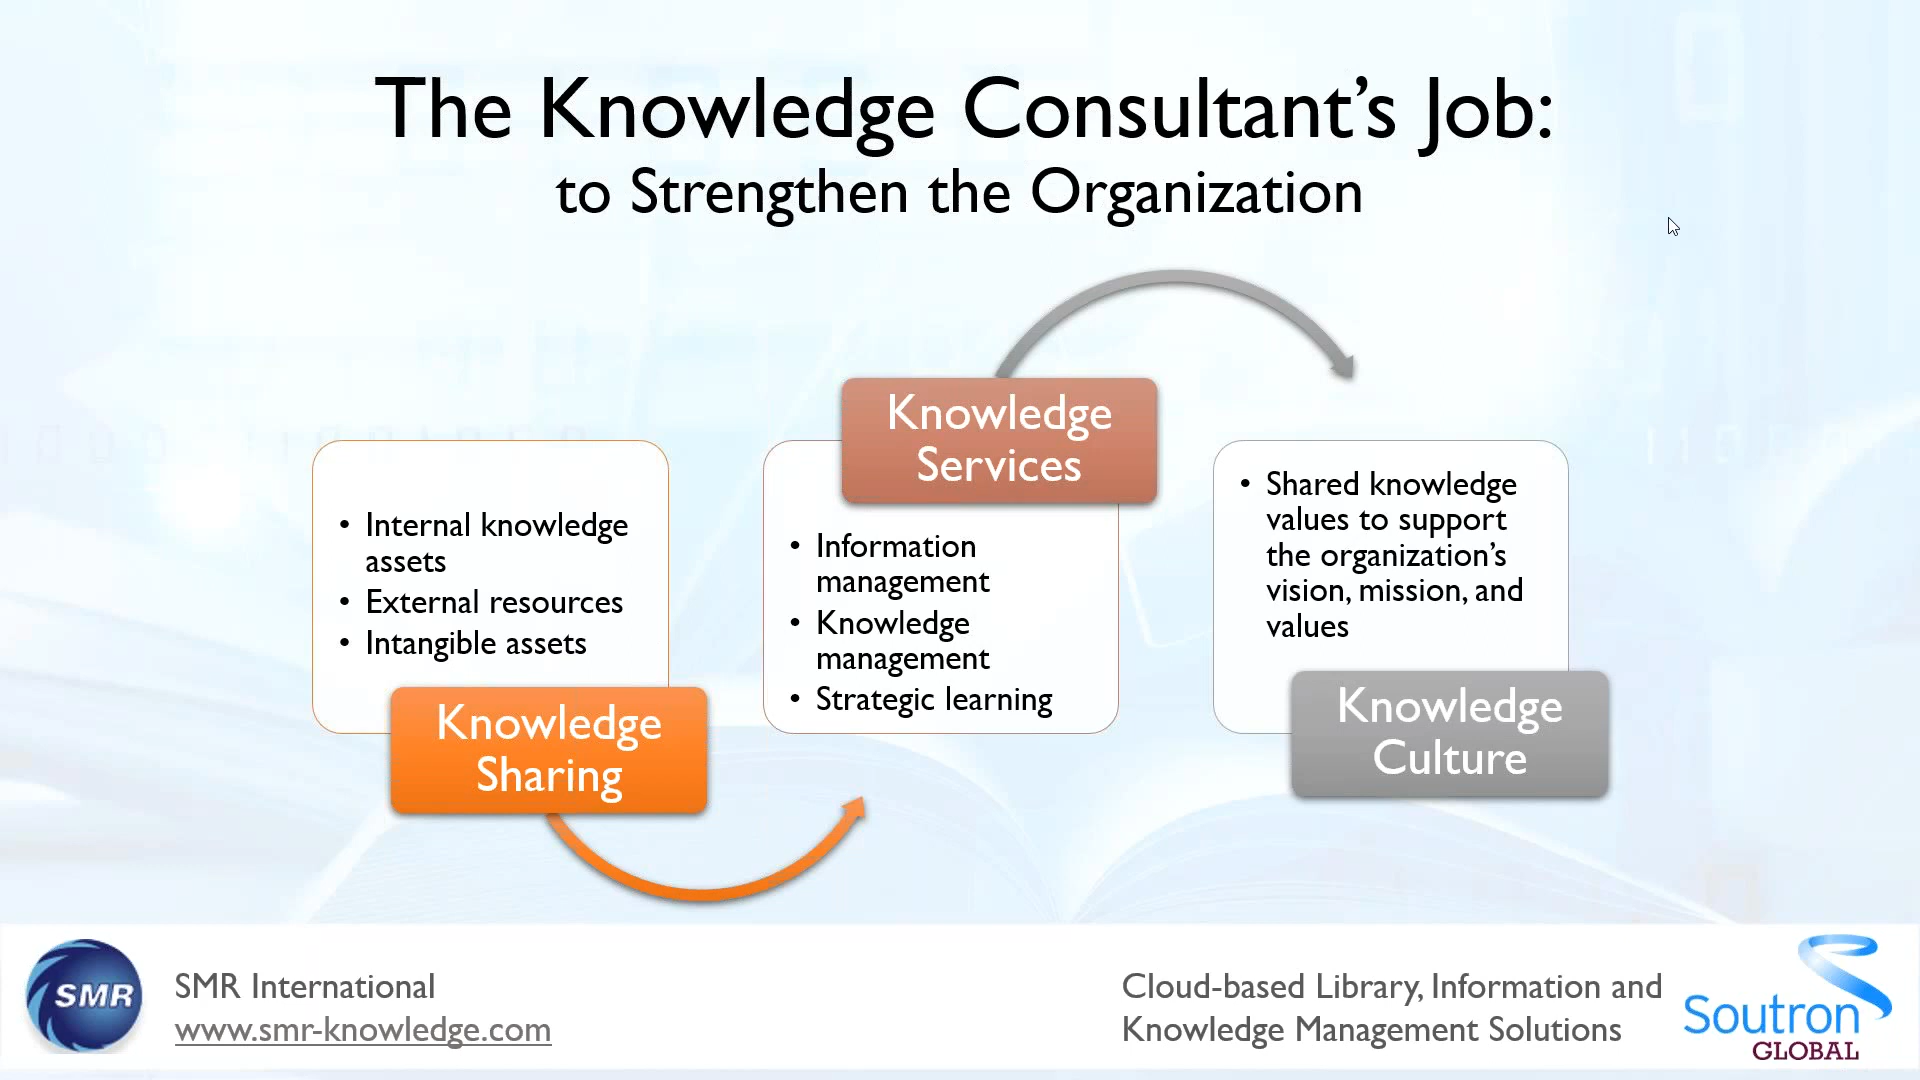 The Knowledge Consultant’s Job:
to Strengthen the Organization
• Internal knowledge
assets
• External resources
• Intangible assets
Knowledge
Sharing
Knowledge
Services
• Information
management
• Knowledge
management
• Strategic learning
• Shared knowledge
values to support
the organization’s
vision, mission, and
values
Knowledge
Culture
SMR
SMR International
www.smr-knowledge.com
Cloud-based Library, Information and
Knowledge Management Solutions
Soutron
GLOBAL